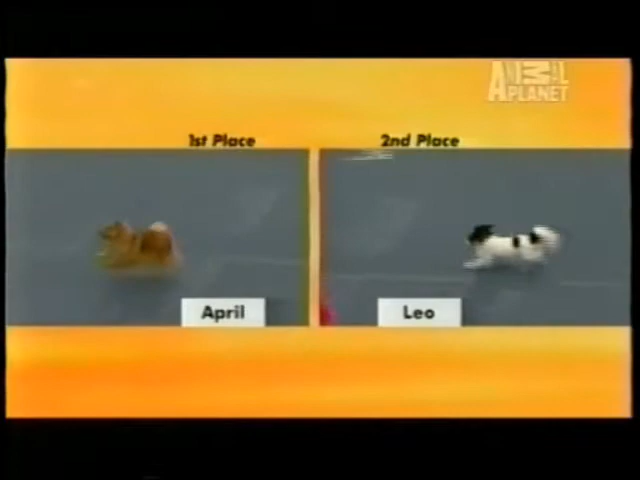 ANIMAL
PLANET
1st Place
2nd Place
April
Leo